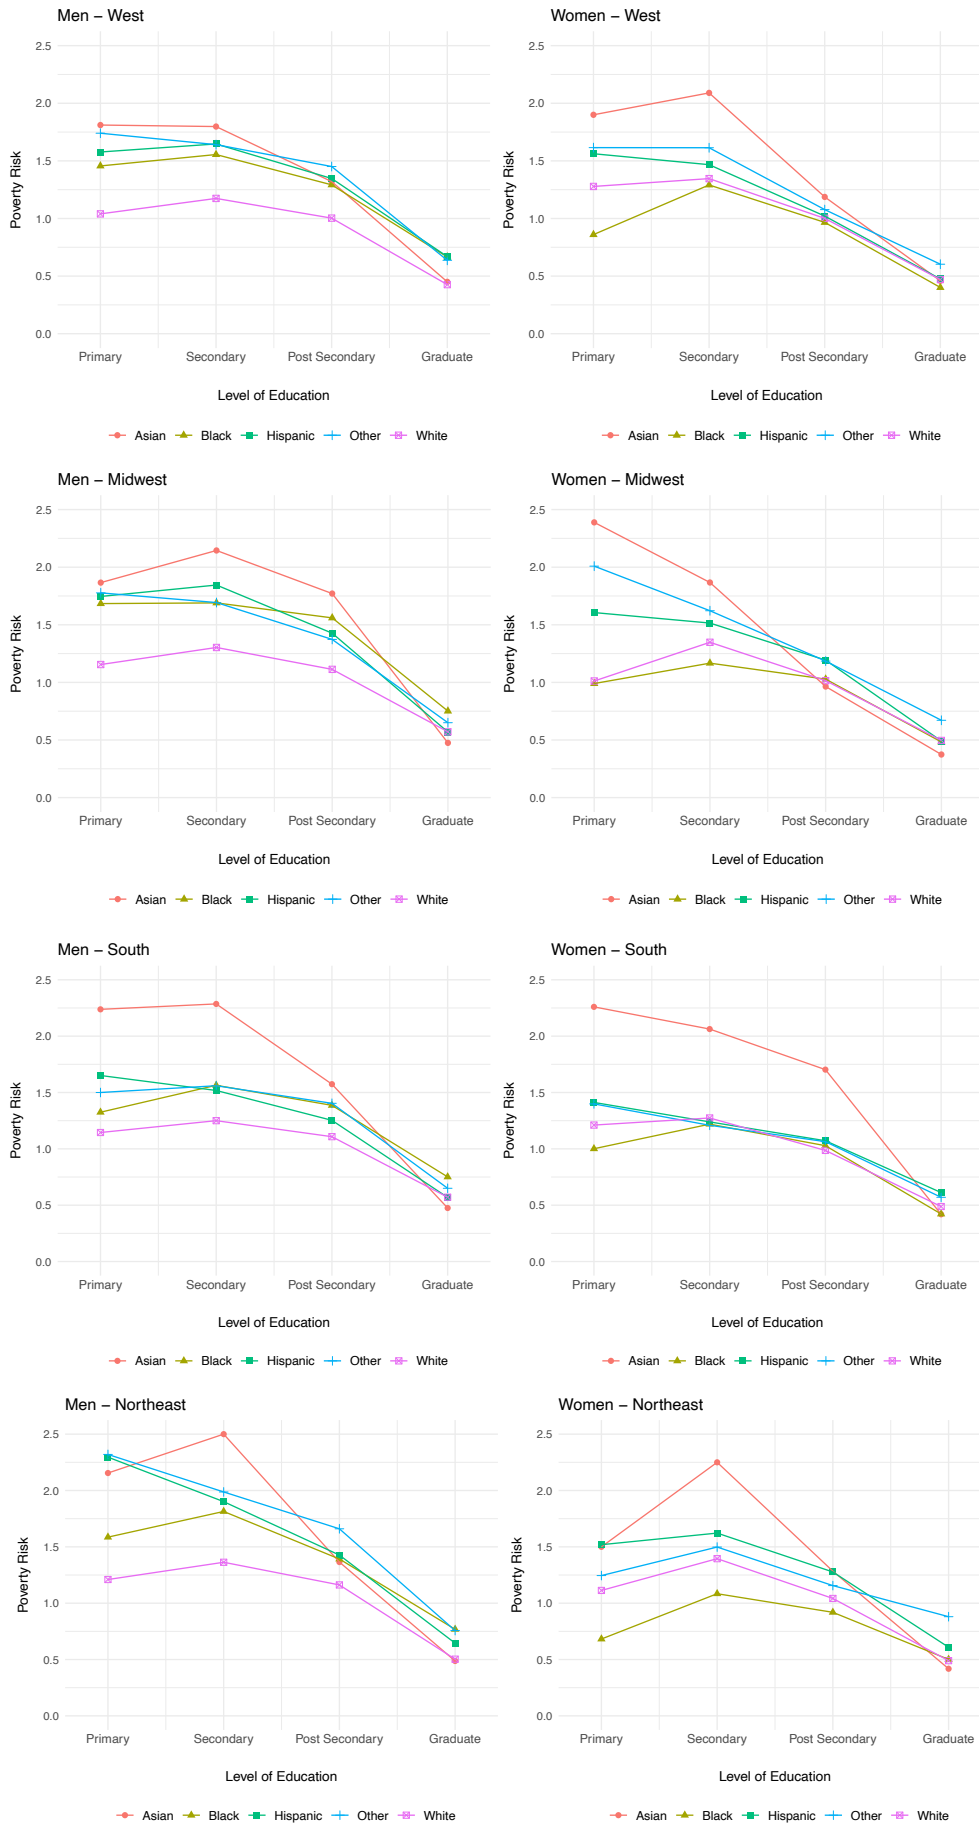 Men – West
Women – West
2.5
2.0
1.5
1.0
0.5
0.0
Poverty Risk
Primary Secondary Post Secondary Graduate
Level of Education
Asian Black Hispanic Other White
2.5
2.0
1.5
1.0
0.5
0.0
Poverty Risk
Primary Secondary Post Secondary Graduate
Level of Education
Asian Black Hispanic Other White
Men – Midwest
Women – Midwest
2.5
2.0
1.5
1.0
0.5
0.0
Poverty Risk
Primary Secondary Post Secondary Graduate
Level of Education
Asian Black Hispanic Other White
2.5
2.0
1.5
1.0
0.5
0.0
Poverty Risk
Primary Secondary Post Secondary Graduate
Level of Education
Asian Black Hispanic Other White
Men – South
Women – South
2.5
2.0
1.5
1.0
0.5
0.0
Poverty Risk
Primary Secondary Post Secondary Graduate
Level of Education
Asian Black Hispanic Other White
2.5
2.0
1.5
1.0
0.5
0.0
Poverty Risk
Primary Secondary Post Secondary Graduate
Level of Education
Asian Black Hispanic Other White
Men – Northeast
Women – Northeast
2.5
2.0
1.5
1.0
0.5
0.0
Poverty Risk
Primary Secondary Post Secondary Graduate
Level of Education
Asian Black Hispanic Other White
2.5
2.0
1.5
1.0
0.5
0.0
Poverty Risk
Primary Secondary Post Secondary Graduate
Level of Education
Asian Black Hispanic Other White